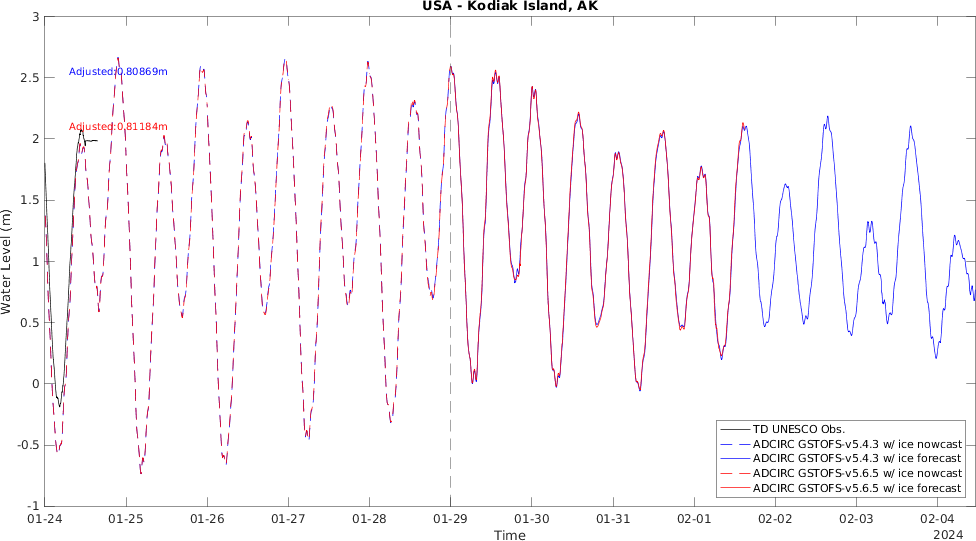 USA - Kodiak Island, AK
3
2.5
2
1.5
1
0.5
0
-0.5
-1
Water Level (m)
Adjusted:0.80869m
Adjusted:0.81184m
TD UNESCO Obs.
ADCIRC GSTOFS-v5.4.3 w/ ice nowcast
ADCIRC GSTOFS-v5.4.3 w/ ice forecast
ADCIRC GSTOFS-v5.6.5 w/ ice nowcast
ADCIRC GSTOFS-v5.6.5 w/ ice forecast
01-24 01-25 01-26 01-27 01-28 01-29 01-30 01-31 02-01 02-02 02-03 02-04
Time
2024